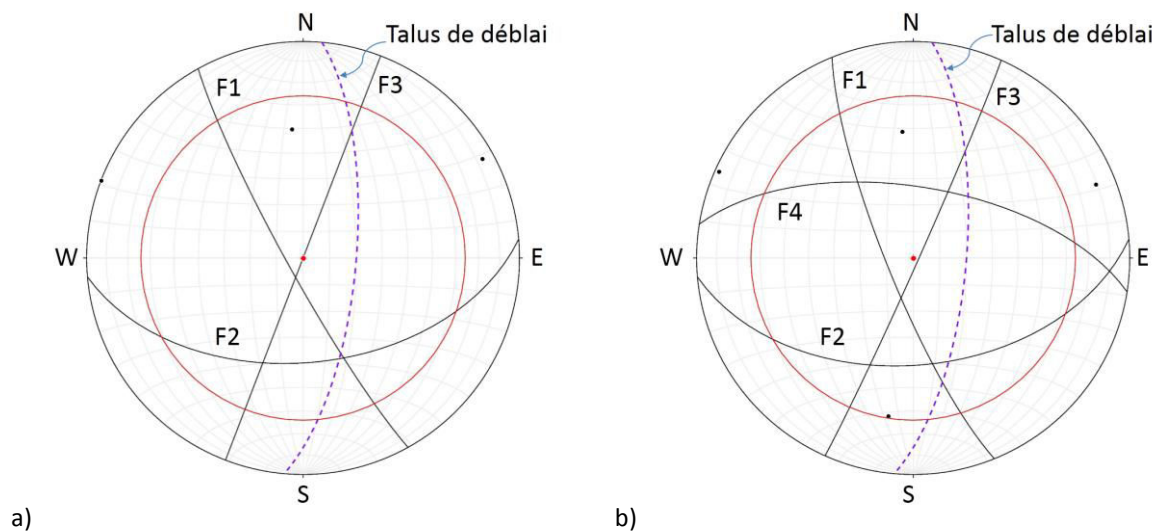 N
Talus de déblai
F1
F3
W
E
F2
S
a)
N
Talus de déblai
F1
F3
F4
W
E
F2
S
b)